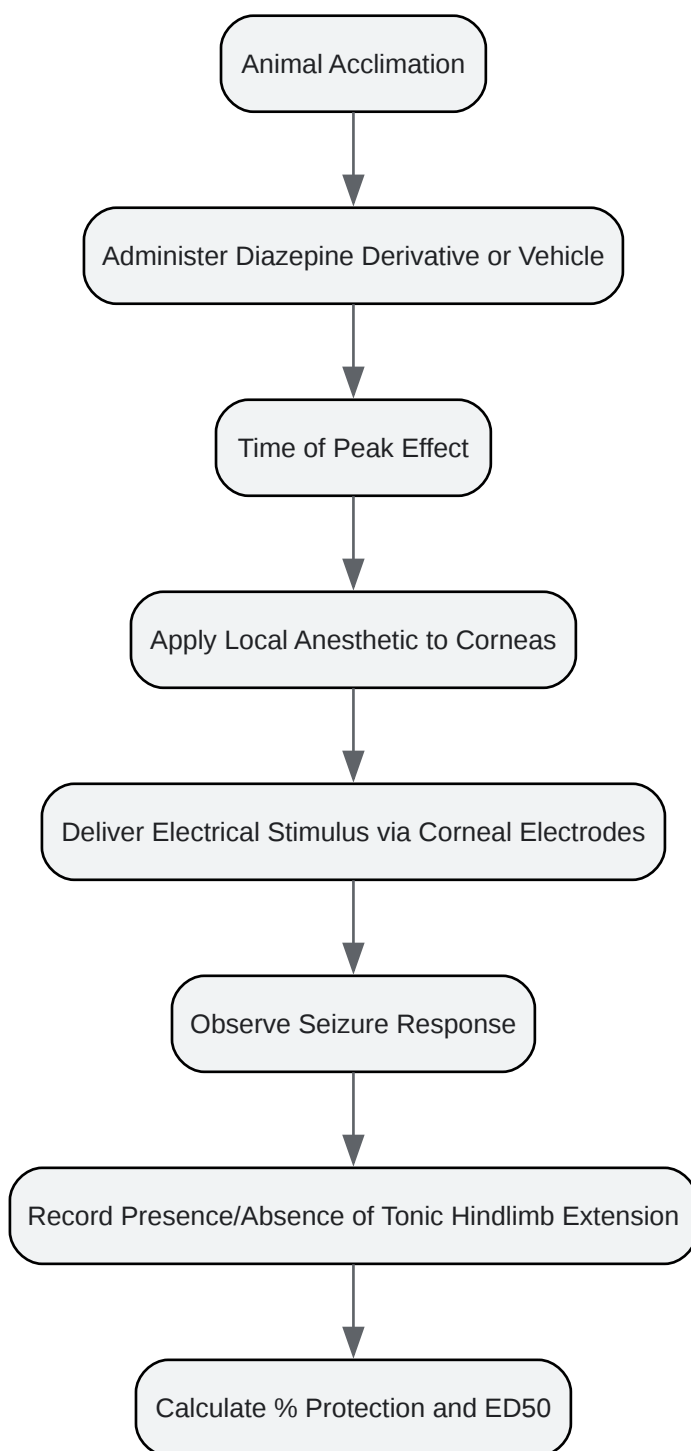 Animal Acclimation
Administer Diazepine Derivative or Vehicle
Time of Peak Effect
Apply Local Anesthetic to Corneas
Deliver Electrical Stimulus via Corneal Electrodes
Observe Seizure Response
Record Presence/Absence of Tonic Hindlimb Extension
Calculate % Protection and ED50